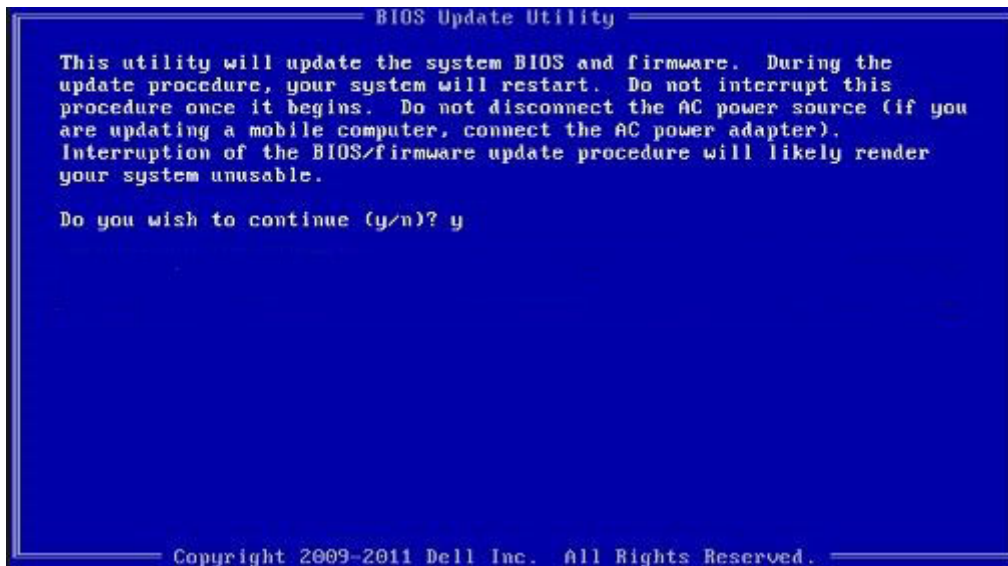 BIOS Update Utility
This utility will update the system BIOS and firmware. During the
update procedure, your system will restart. Do not interrupt this
procedure once it begins. Do not disconnect the AC power source (if you
are updating a mobile computer, connect the AC power adapter).
Interruption of the BIOS/firmware update procedure will likely render
your system unusable.
Do you wish to continue (y/n)? y
Copyright 2009-2011 Dell Inc. All Rights Reserved.